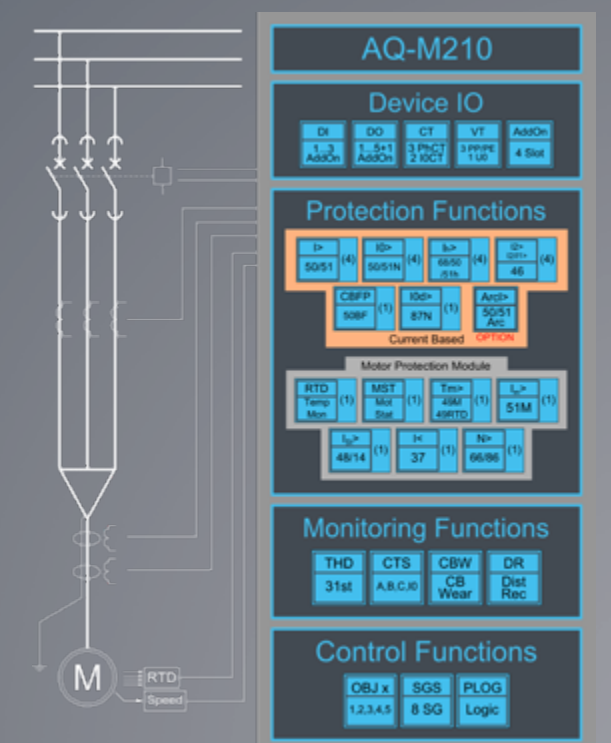 AQ-M210
Device IO
DI DO CT VT AddOn
1...3 1...5+1 3 PhCT 3 PP/PE 4 Slot
AddOn AddOn 2 I0CT 1 U0
Protection Functions
I> I0> Ih> I2>
I2/I1>
50/51 (4) 50/51N (4) 68/50 (4) 46 (4)
/51h
CBFP I0d> ArcI>
50BF (1) 87N (1) 50/51
Arc
Current Based OPTION
Motor Protection Module
RTD MST Tm> Im>
Temp (1) Mot (1) 49M (1) 51M (1)
Mon Stat 49RTD
I< N>
48/14 (1) 37 (1) 66/86 (1)
Monitoring Functions
THD CTS CBW DR
31st A,B,C,I0 CB Dist
Wear Rec
Control Functions
OBJ x SGS PLOG
1,2,3,4,5 8 SG Logic
M
RTD
Speed